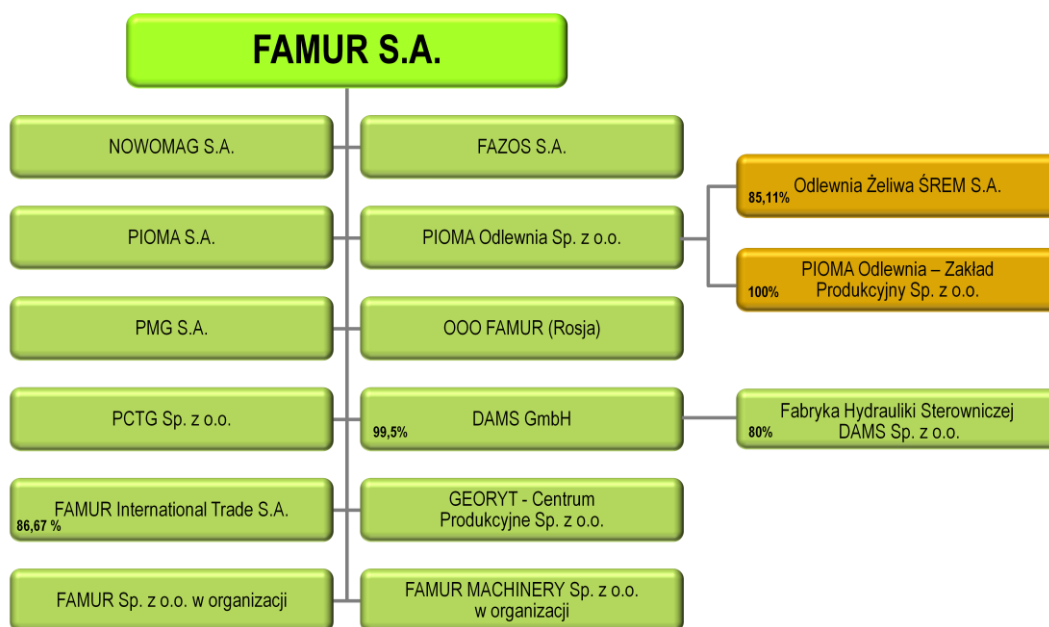 FAMUR S.A.
NOWOMAG S.A.
FAZOS S.A.
Odlewnia Żeliwa ŚREM S.A.
85,11%
PIOMA S.A.
PIOMA Odlewnia Sp. z o.o.
PIOMA Odlewnia – Zakład
Produkcyjny Sp. z o.o.
100%
PMG S.A.
OOO FAMUR (Rosja)
PCTG Sp. z o.o.
DAMS GmbH
99,5%
Fabryka Hydrauliki Sterowniczej
DAMS Sp. z o.o.
80%
FAMUR International Trade S.A.
86,67 %
GEORYT - Centrum
Produkcyjne Sp. z o.o.
FAMUR Sp. z o.o. w organizacji
FAMUR MACHINERY Sp. z o.o.
w organizacji